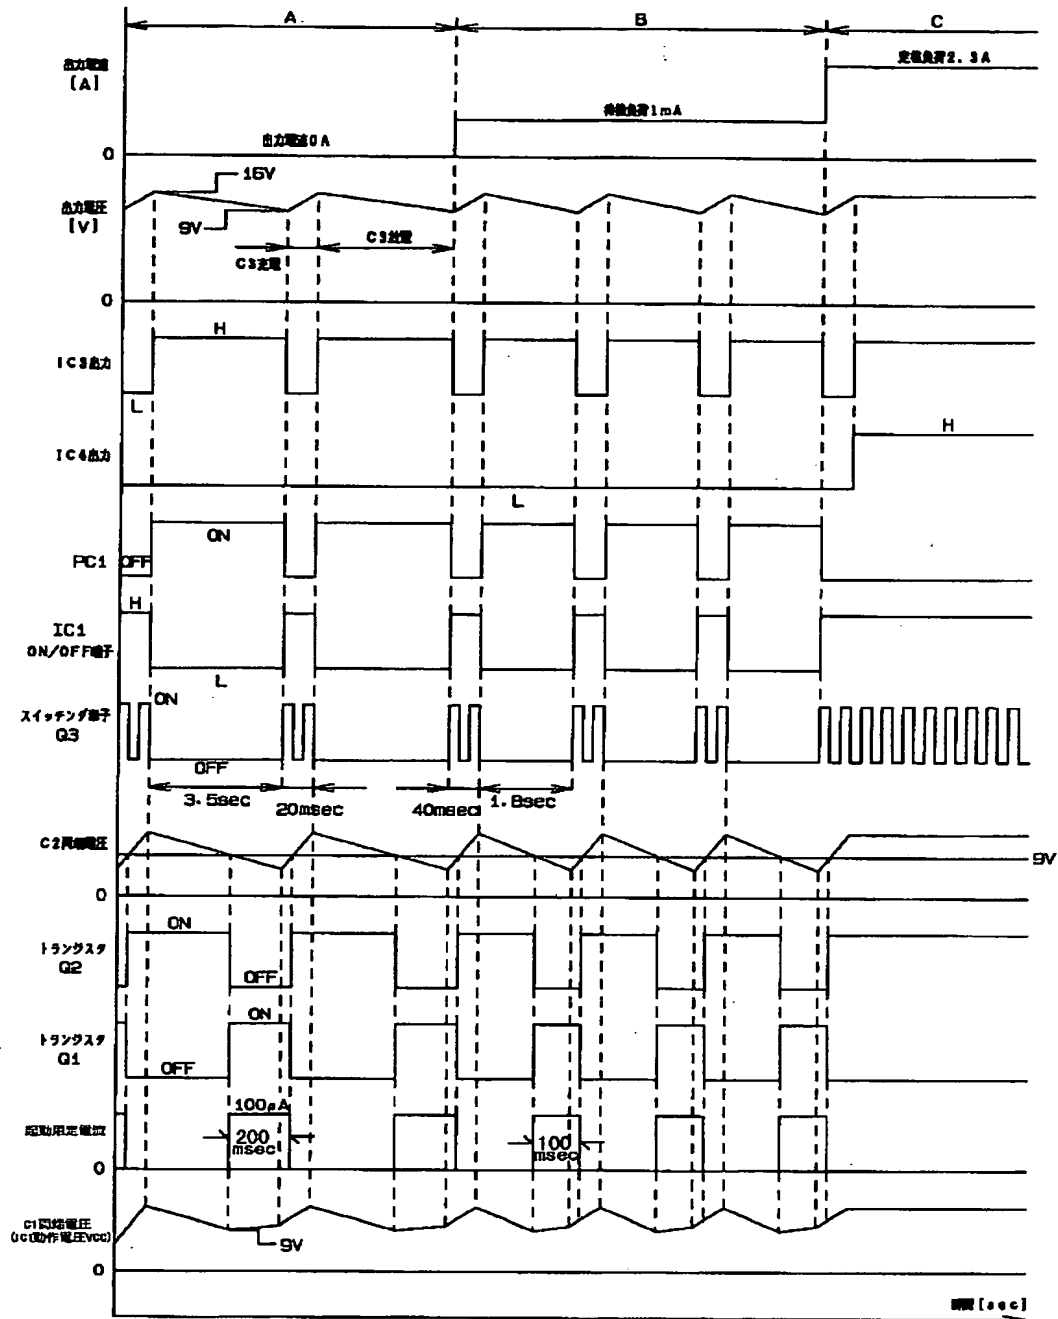 A
B
C
出力電流
[A]
定格負荷2.3A
待機負荷1mA
出力電流0A
0
15V
出力電圧
[V]
9V
C3充電
C3放電
0
H
IC3出力
L
IC4出力
H
L
PC1
ON
OFF
H
IC1
ON/OFF端子
L
ON
スイッチング素子
Q3
OFF
3.5sec
20msec
40msec
1.8sec
C2両端電圧
9V
0
ON
トランジスタ
Q2
OFF
ON
トランジスタ
Q1
OFF
100μA
起動用定電流
200
msec
100
msec
0
C1両端電圧
(IC1動作電圧VCC)
9V
0
時間[sec]